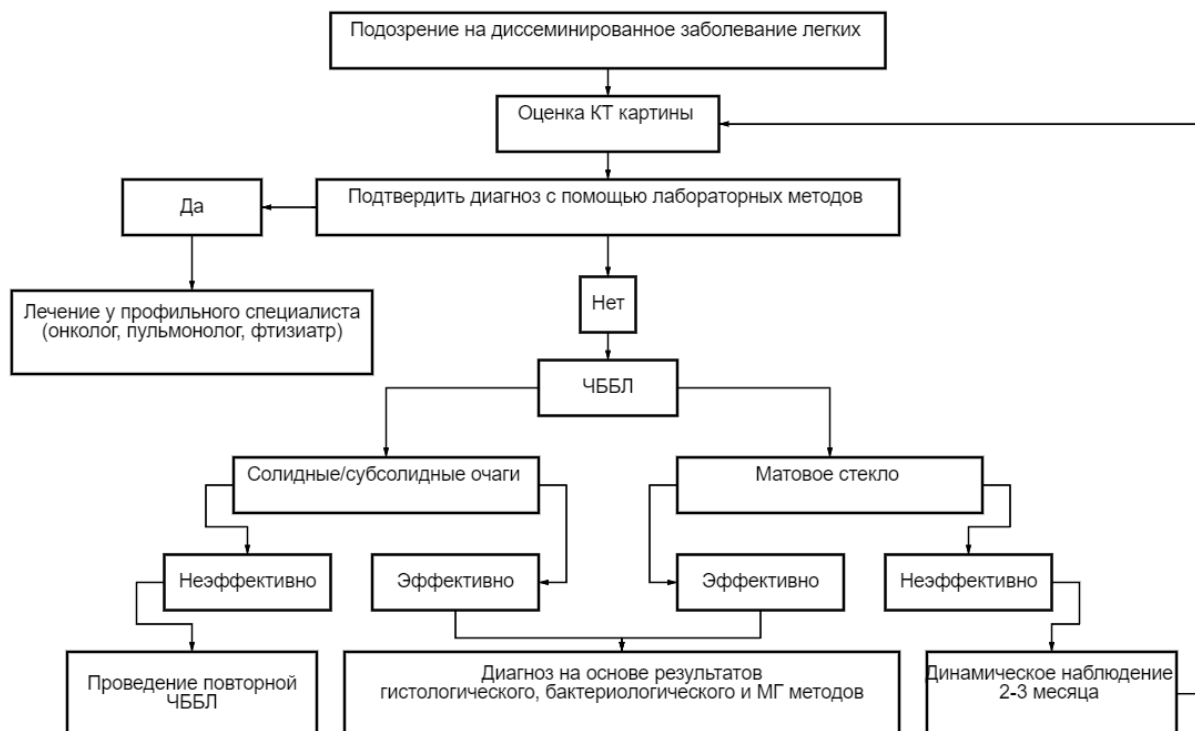 Подозрение на диссеминированное заболевание легких
Оценка КТ картины
Да
Подтвердить диагноз с помощью лабораторных методов
Лечение у профильного специалиста
(онколог, пульмонолог, фтизиатр)
Нет
ЧББЛ
Солидные/субсолидные очаги
Матовое стекло
Неэффективно
Эффективно
Эффективно
Неэффективно
Проведение повторной
ЧББЛ
Диагноз на основе результатов
гистологического, бактериологического и МГ методов
Динамическое наблюдение
2-3 месяца